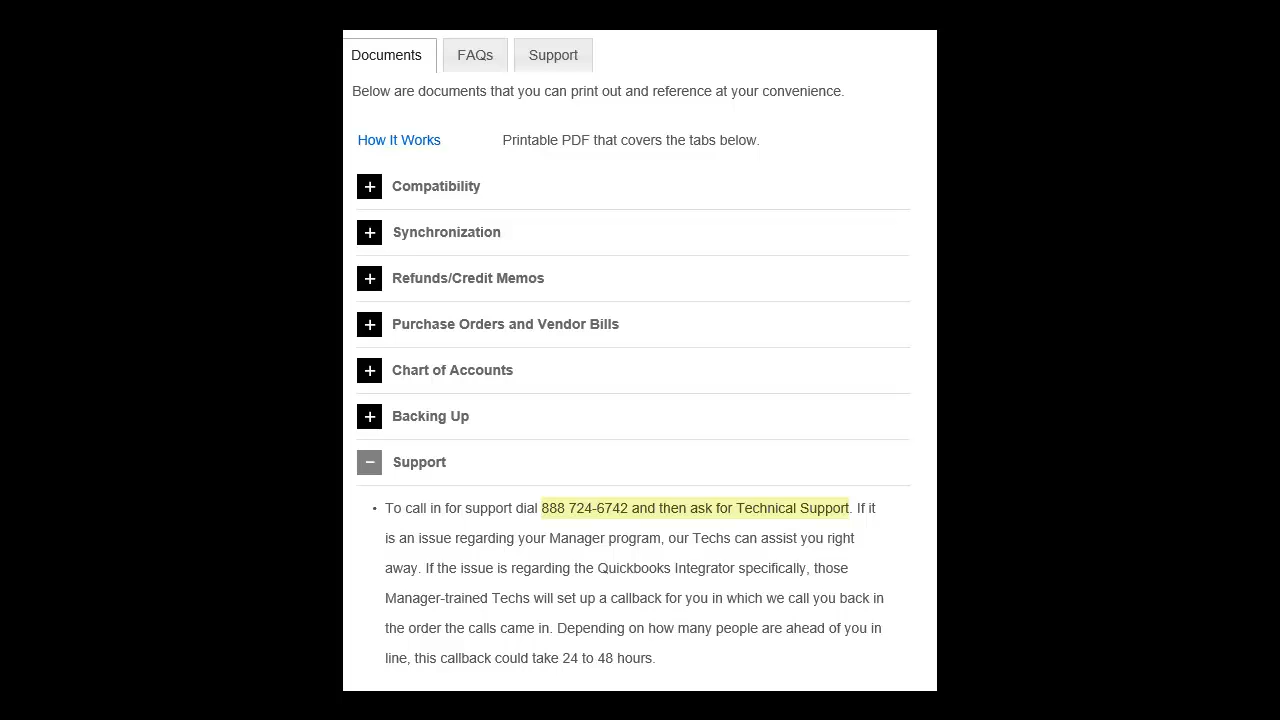 Documents FAQs Support
Below are documents that you can print out and reference at your convenience.
How It Works Printable PDF that covers the tabs below.
Compatibility
Synchronization
Refunds/Credit Memos
Purchase Orders and Vendor Bills
Chart of Accounts
Backing Up
Support
• To call in for support dial 888 724-6742 and then ask for Technical Support. If it
is an issue regarding your Manager program, our Techs can assist you right
away. If the issue is regarding the Quickbooks Integrator specifically, those
Manager-trained Techs will set up a callback for you in which we call you back in
the order the calls came in. Depending on how many people are ahead of you in
line, this callback could take 24 to 48 hours.